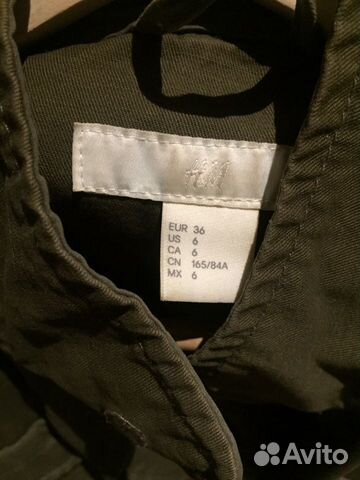 H&M
EUR 36
US 6
CA 6
CN 165/84A
MX 6
Avito